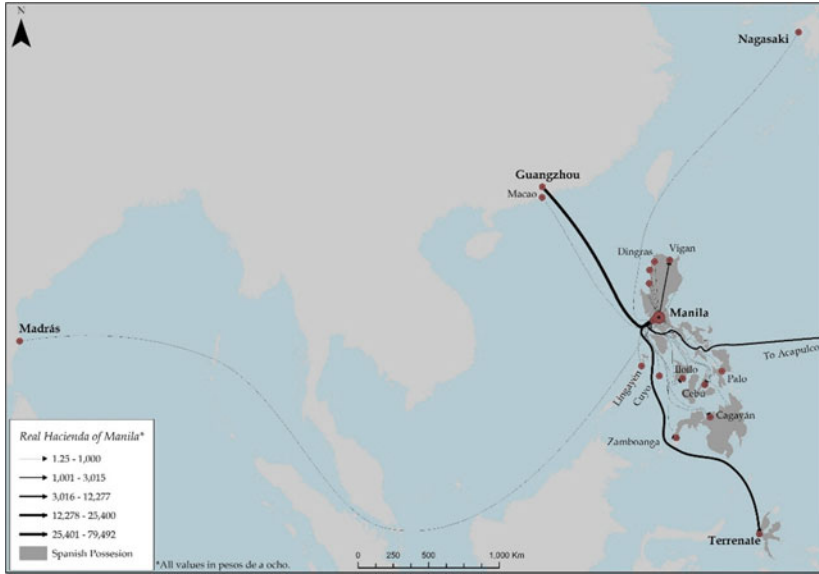 N
Nagasaki
Guangzhou
Macao
Dingras
Vigan
Manila
Madrás
To Acapulco
Lingayen
Cuyo
Iloilo
Cebu
Palo
Cagayán
Zamboanga
Terrenate
Real Hacienda of Manila*
1.25 - 1,000
1,001 - 3,015
3,016 - 12,277
12,278 - 25,400
25,401 - 79,492
Spanish Possesion
*All values in pesos de a ocho.
0 250 500 1,000 Km